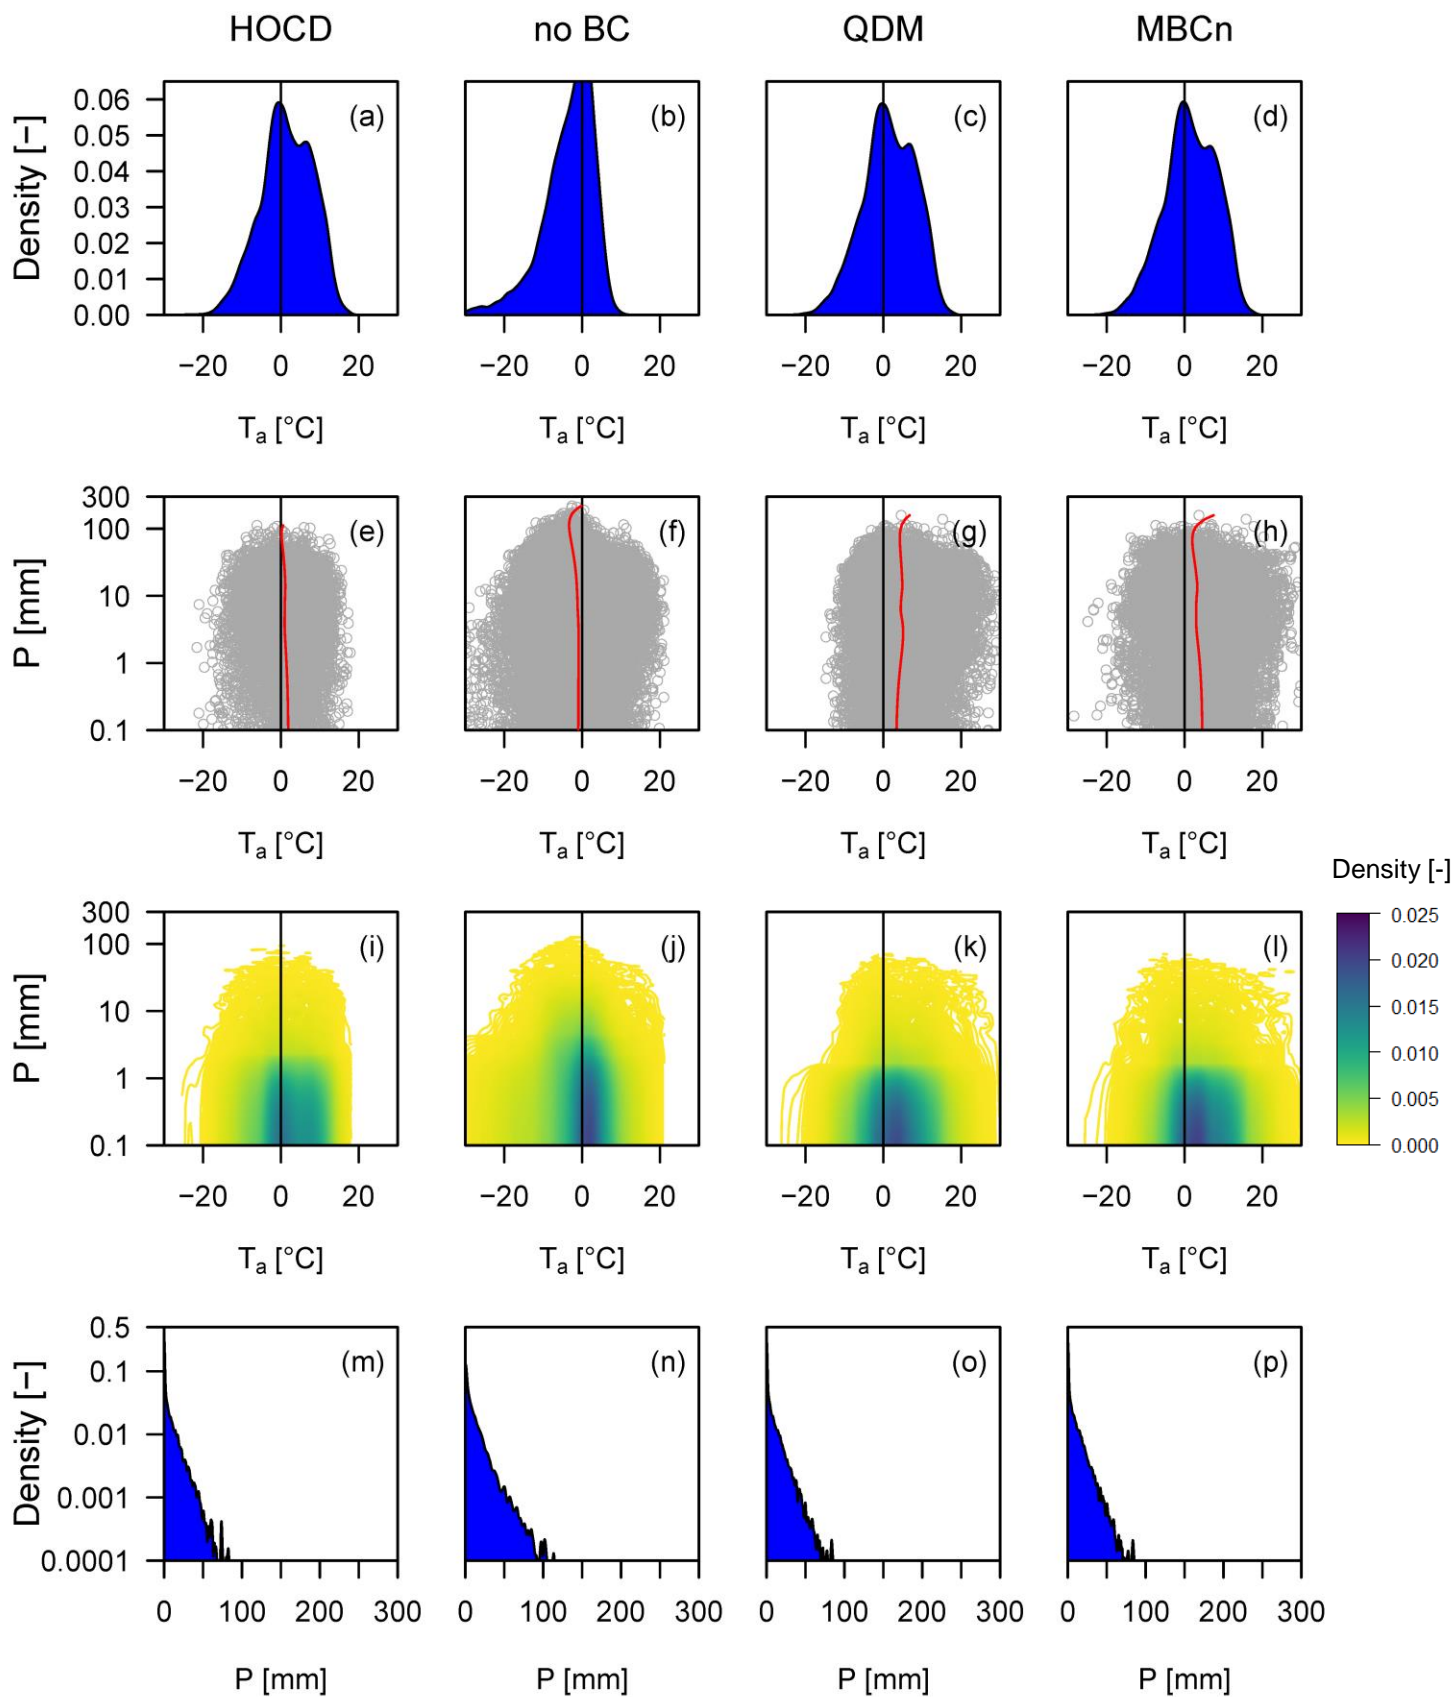 HOCD no BC QDM MBCn
(a) (b) (c) (d)
Density [−]
0.06
0.05
0.04
0.03
0.02
0.01
0.00
−20 0 20 −20 0 20 −20 0 20 −20 0 20
Ta [°C] Ta [°C] Ta [°C] Ta [°C]
(e) (f) (g) (h)
P [mm]
300
100
10
1
0.1
−20 0 20 −20 0 20 −20 0 20 −20 0 20
Ta [°C] Ta [°C] Ta [°C] Ta [°C]
Density [-]
0.025
0.020
0.015
0.010
0.005
0.000
(i) (j) (k) (l)
P [mm]
300
100
10
1
0.1
−20 0 20 −20 0 20 −20 0 20 −20 0 20
Ta [°C] Ta [°C] Ta [°C] Ta [°C]
(m) (n) (o) (p)
Density [−]
0.5
0.1
0.01
0.001
0.0001
0 100 200 300 0 100 200 300 0 100 200 300 0 100 200 300
P [mm] P [mm] P [mm] P [mm]